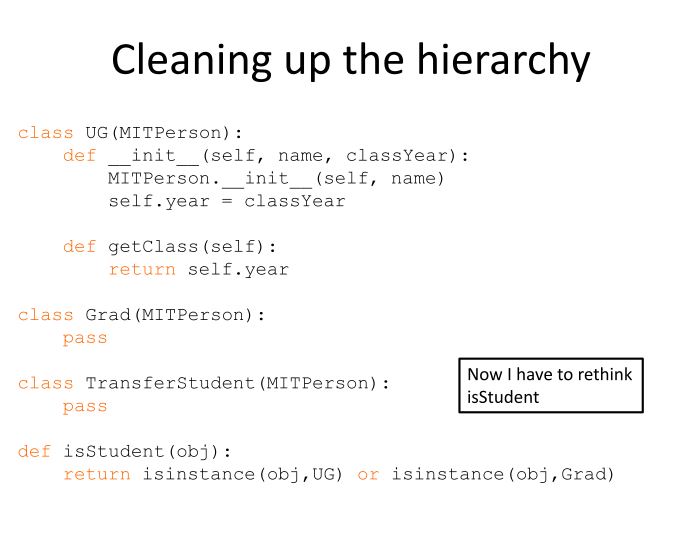 Cleaning up the hierarchy
class UG(MITPerson):
    def __init__(self, name, classYear):
        MITPerson.__init__(self, name)
        self.year = classYear
    def getClass(self):
        return self.year
class Grad(MITPerson):
    pass
class TransferStudent(MITPerson):
    pass
Now I have to rethink
isStudent
def isStudent(obj):
    return isinstance(obj,UG) or isinstance(obj,Grad)